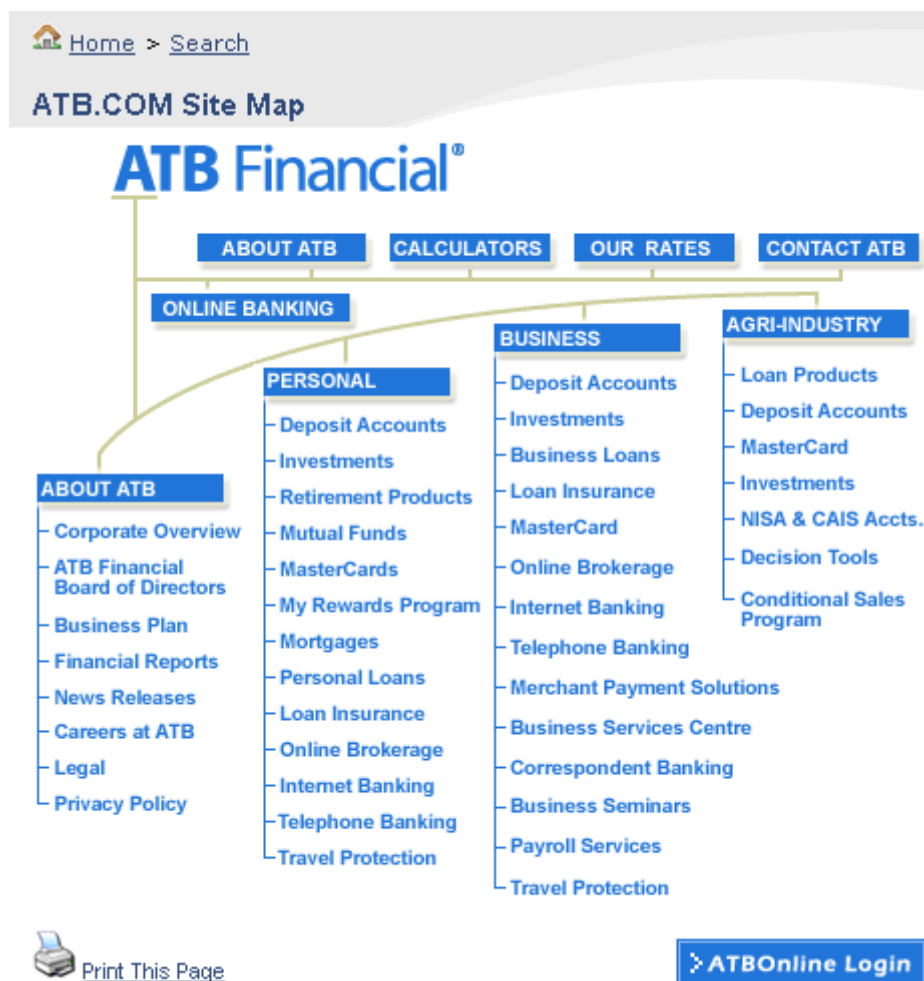 Home > Search
ATB.COM Site Map
ATB Financial®
ABOUT ATB
CALCULATORS
OUR RATES
CONTACT ATB
ONLINE BANKING
ABOUT ATB
Corporate Overview
ATB Financial
Board of Directors
Business Plan
Financial Reports
News Releases
Careers at ATB
Legal
Privacy Policy
PERSONAL
Deposit Accounts
Investments
Retirement Products
Mutual Funds
MasterCards
My Rewards Program
Mortgages
Personal Loans
Loan Insurance
Online Brokerage
Internet Banking
Telephone Banking
Travel Protection
BUSINESS
Deposit Accounts
Investments
Business Loans
Loan Insurance
MasterCard
Online Brokerage
Internet Banking
Telephone Banking
Merchant Payment Solutions
Business Services Centre
Correspondent Banking
Business Seminars
Payroll Services
Travel Protection
AGRI-INDUSTRY
Loan Products
Deposit Accounts
MasterCard
Investments
NISA & CAIS Accts.
Decision Tools
Conditional Sales
Program
Print This Page
ATBOnline Login